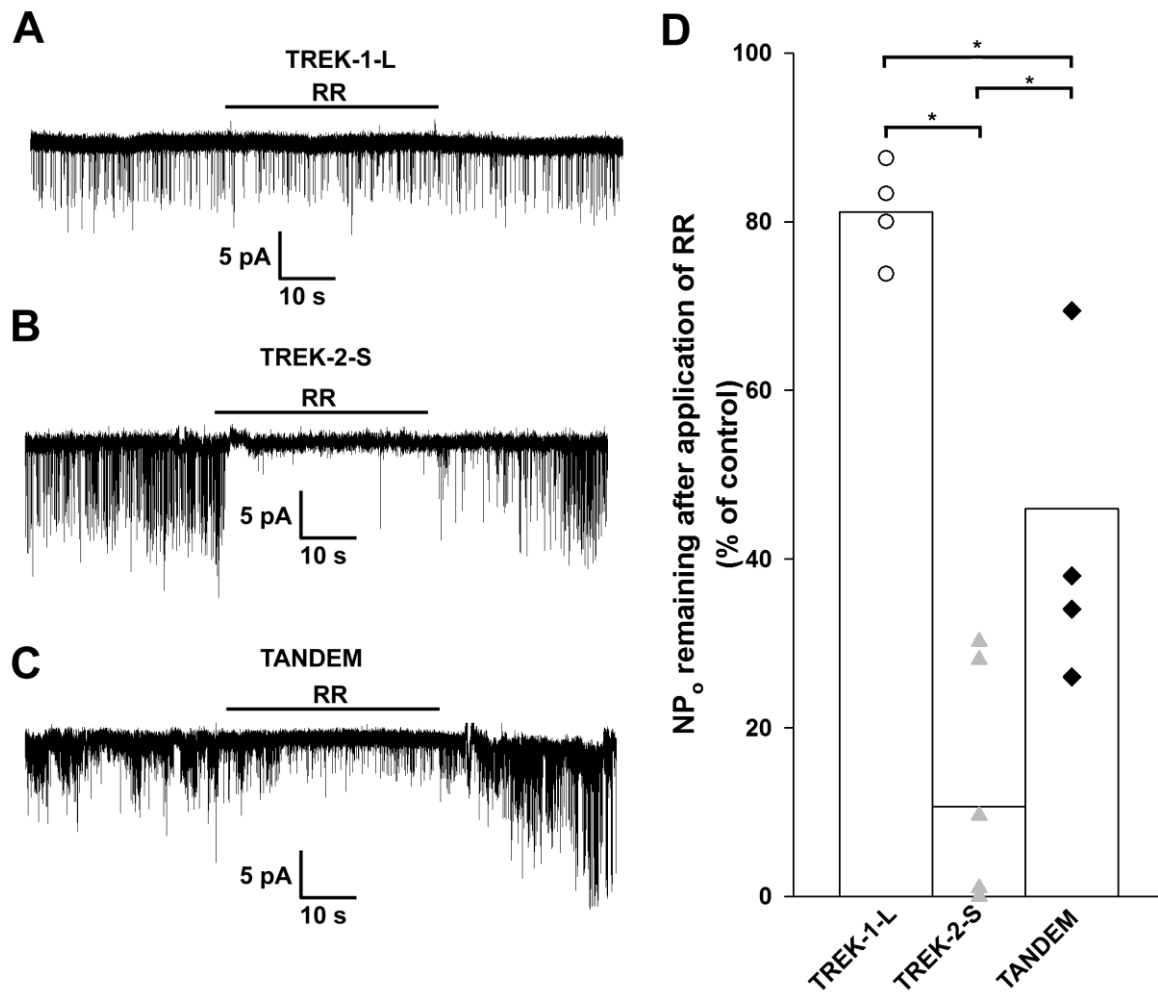 A
TREK-1-L
RR
5 pA
10 s
B
TREK-2-S
RR
5 pA
10 s
C
TANDEM
RR
5 pA
10 s
D
NPo remaining after application of RR
(% of control)
100
80
60
40
20
0
*
*
*
TREK-1-L
TREK-2-S
TANDEM